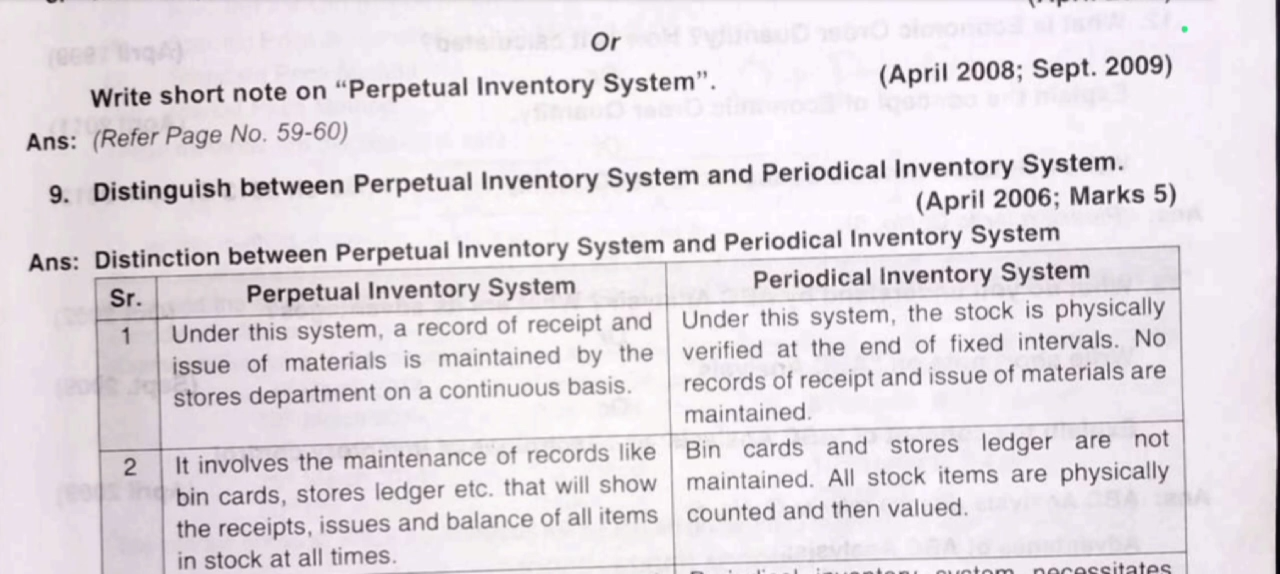 Or
Write short note on “Perpetual Inventory System”.
(April 2008; Sept. 2009)
Ans: (Refer Page No. 59-60)
9. Distinguish between Perpetual Inventory System and Periodical Inventory System.
(April 2006; Marks 5)
Ans: Distinction between Perpetual Inventory System and Periodical Inventory System
Sr. Perpetual Inventory System Periodical Inventory System
1
Under this system, a record of receipt and
issue of materials is maintained by the
stores department on a continuous basis.
Under this system, the stock is physically
verified at the end of fixed intervals. No
records of receipt and issue of materials are
maintained.
2
It involves the maintenance of records like
bin cards, stores ledger etc. that will show
the receipts, issues and balance of all items
in stock at all times.
Bin cards and stores ledger are not
maintained. All stock items are physically
counted and then valued.
Periodical inventory system necessitates